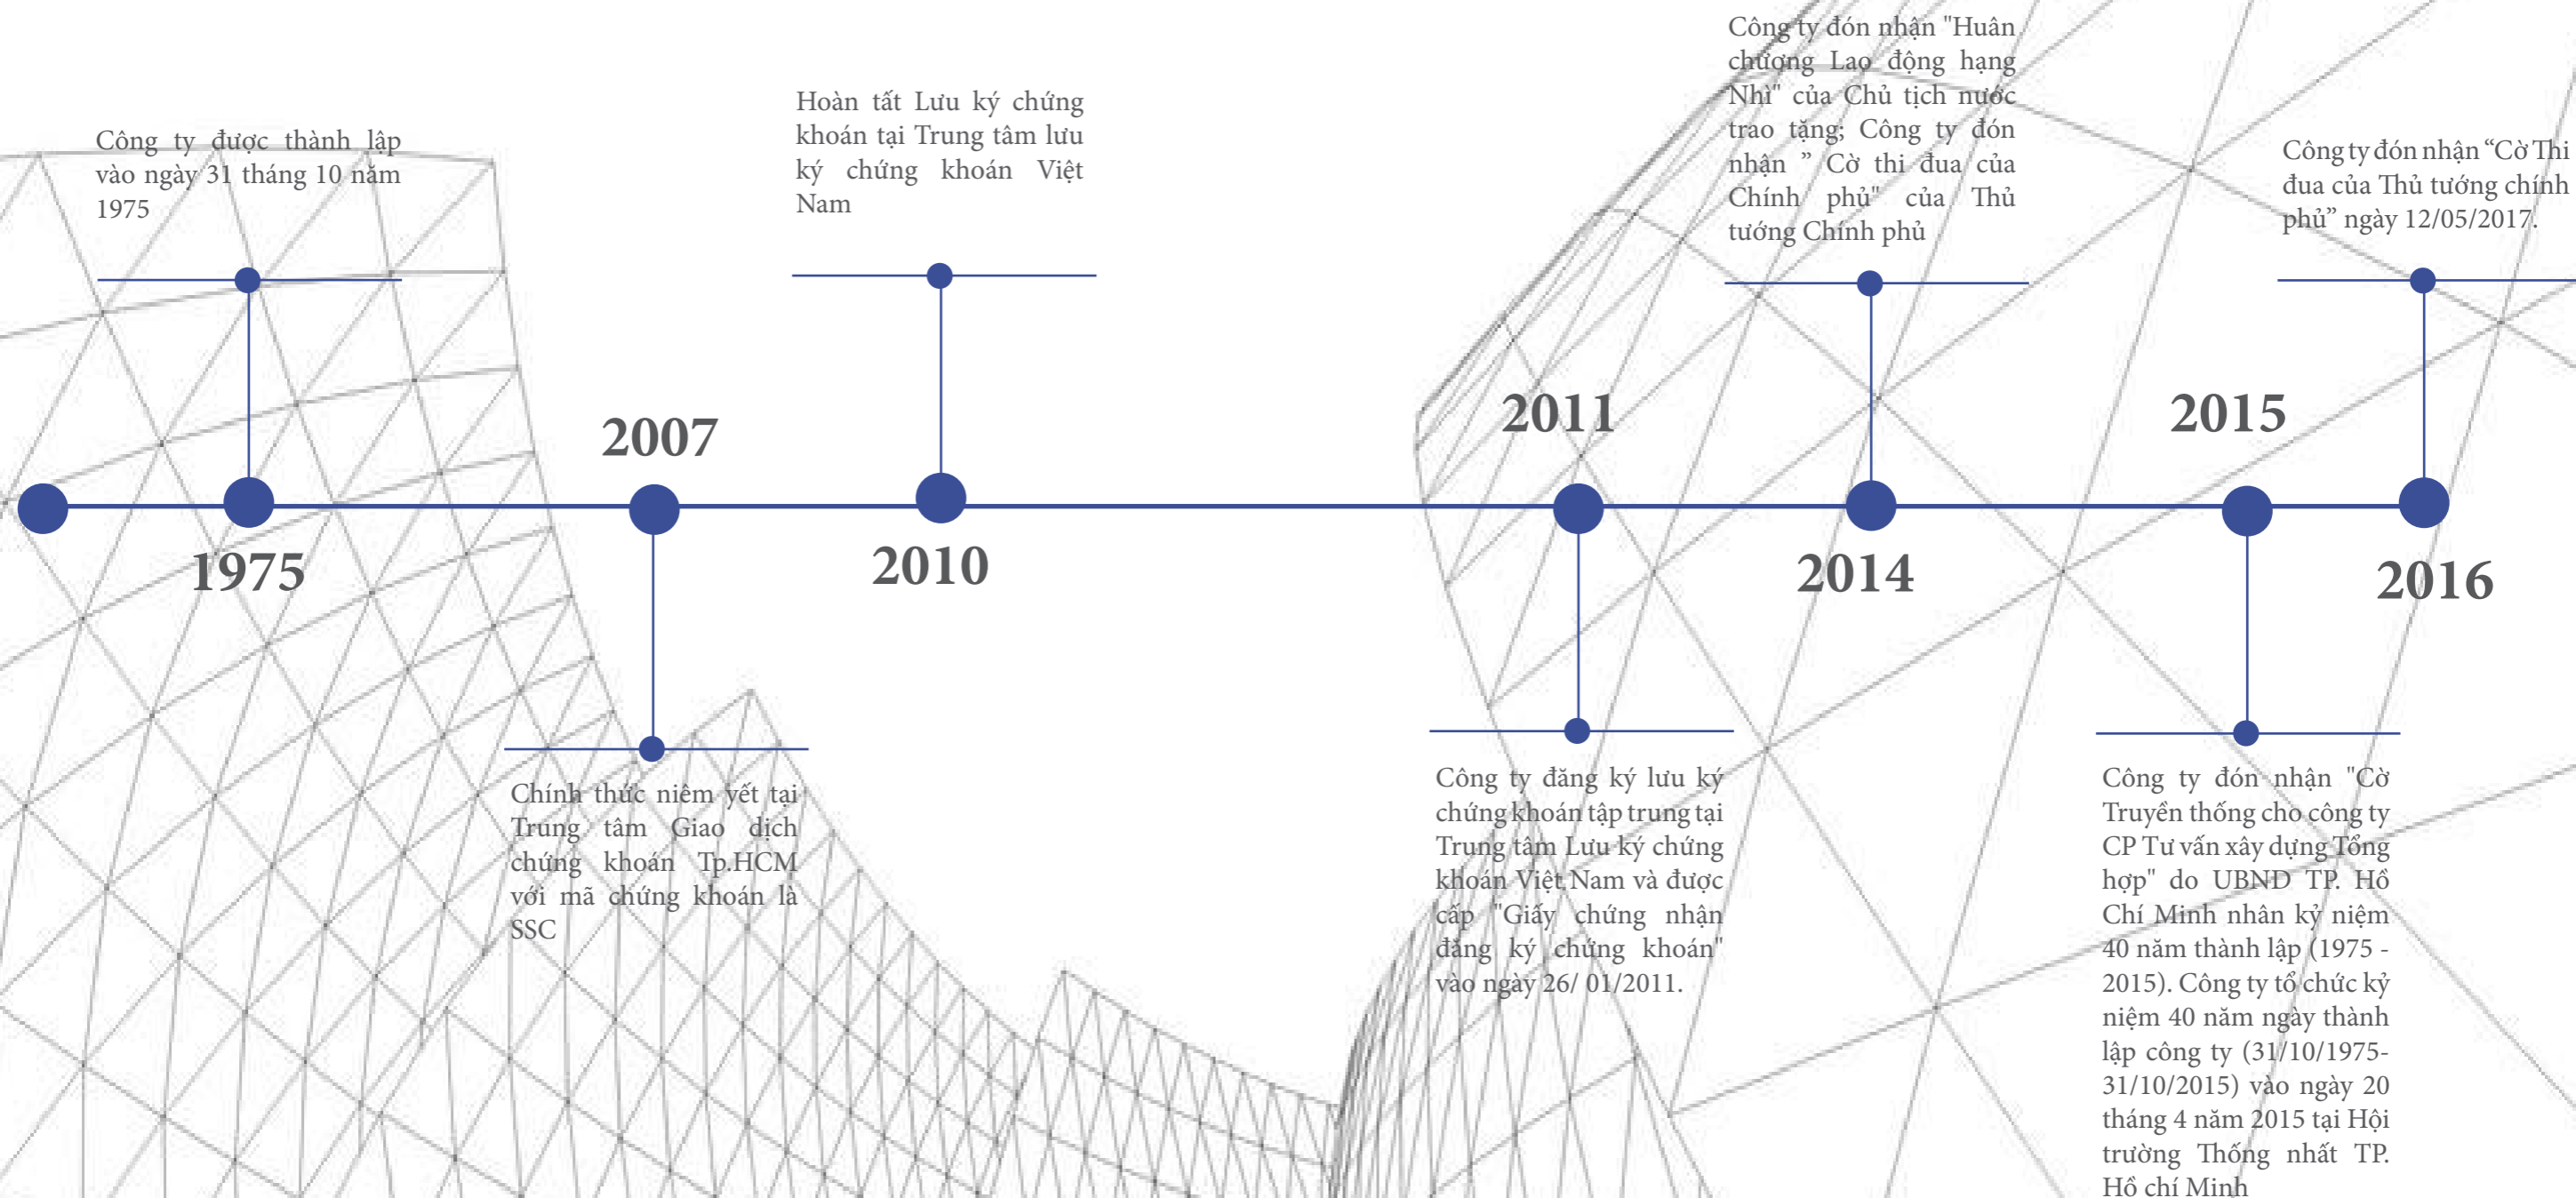 Công ty được thành lập
vào ngày 31 tháng 10 năm
1975
1975
2007
Chính thức niêm yết tại
Trung tâm Giao dịch
chứng khoán Tp.HCM
với mã chứng khoán là
SSC
Hoàn tất Lưu ký chứng
khoán tại Trung tâm lưu
ký chứng khoán Việt
Nam
2010
2011
Công ty đăng ký lưu ký
chứng khoán tập trung tại
Trung tâm Lưu ký chứng
khoán Việt Nam và được
cấp "Giấy chứng nhận
đăng ký chứng khoán"
vào ngày 26/ 01/2011.
Công ty đón nhận "Huân
chương Lao động hạng
Nhì" của Chủ tịch nước
trao tặng; Công ty đón
nhận ” Cờ thi đua của
Chính phủ" của Thủ
tướng Chính phủ
2014
2015
Công ty đón nhận "Cờ
Truyền thống cho công ty
CP Tư vấn xây dựng Tổng
hợp" do UBND TP. Hồ
Chí Minh nhân kỷ niệm
40 năm thành lập (1975 -
2015). Công ty tổ chức kỷ
niệm 40 năm ngày thành
lập công ty (31/10/1975-
31/10/2015) vào ngày 20
tháng 4 năm 2015 tại Hội
trường Thống nhất TP.
Hồ chí Minh
Công ty đón nhận “Cờ Thi
đua của Thủ tướng chính
phủ” ngày 12/05/2017.
2016